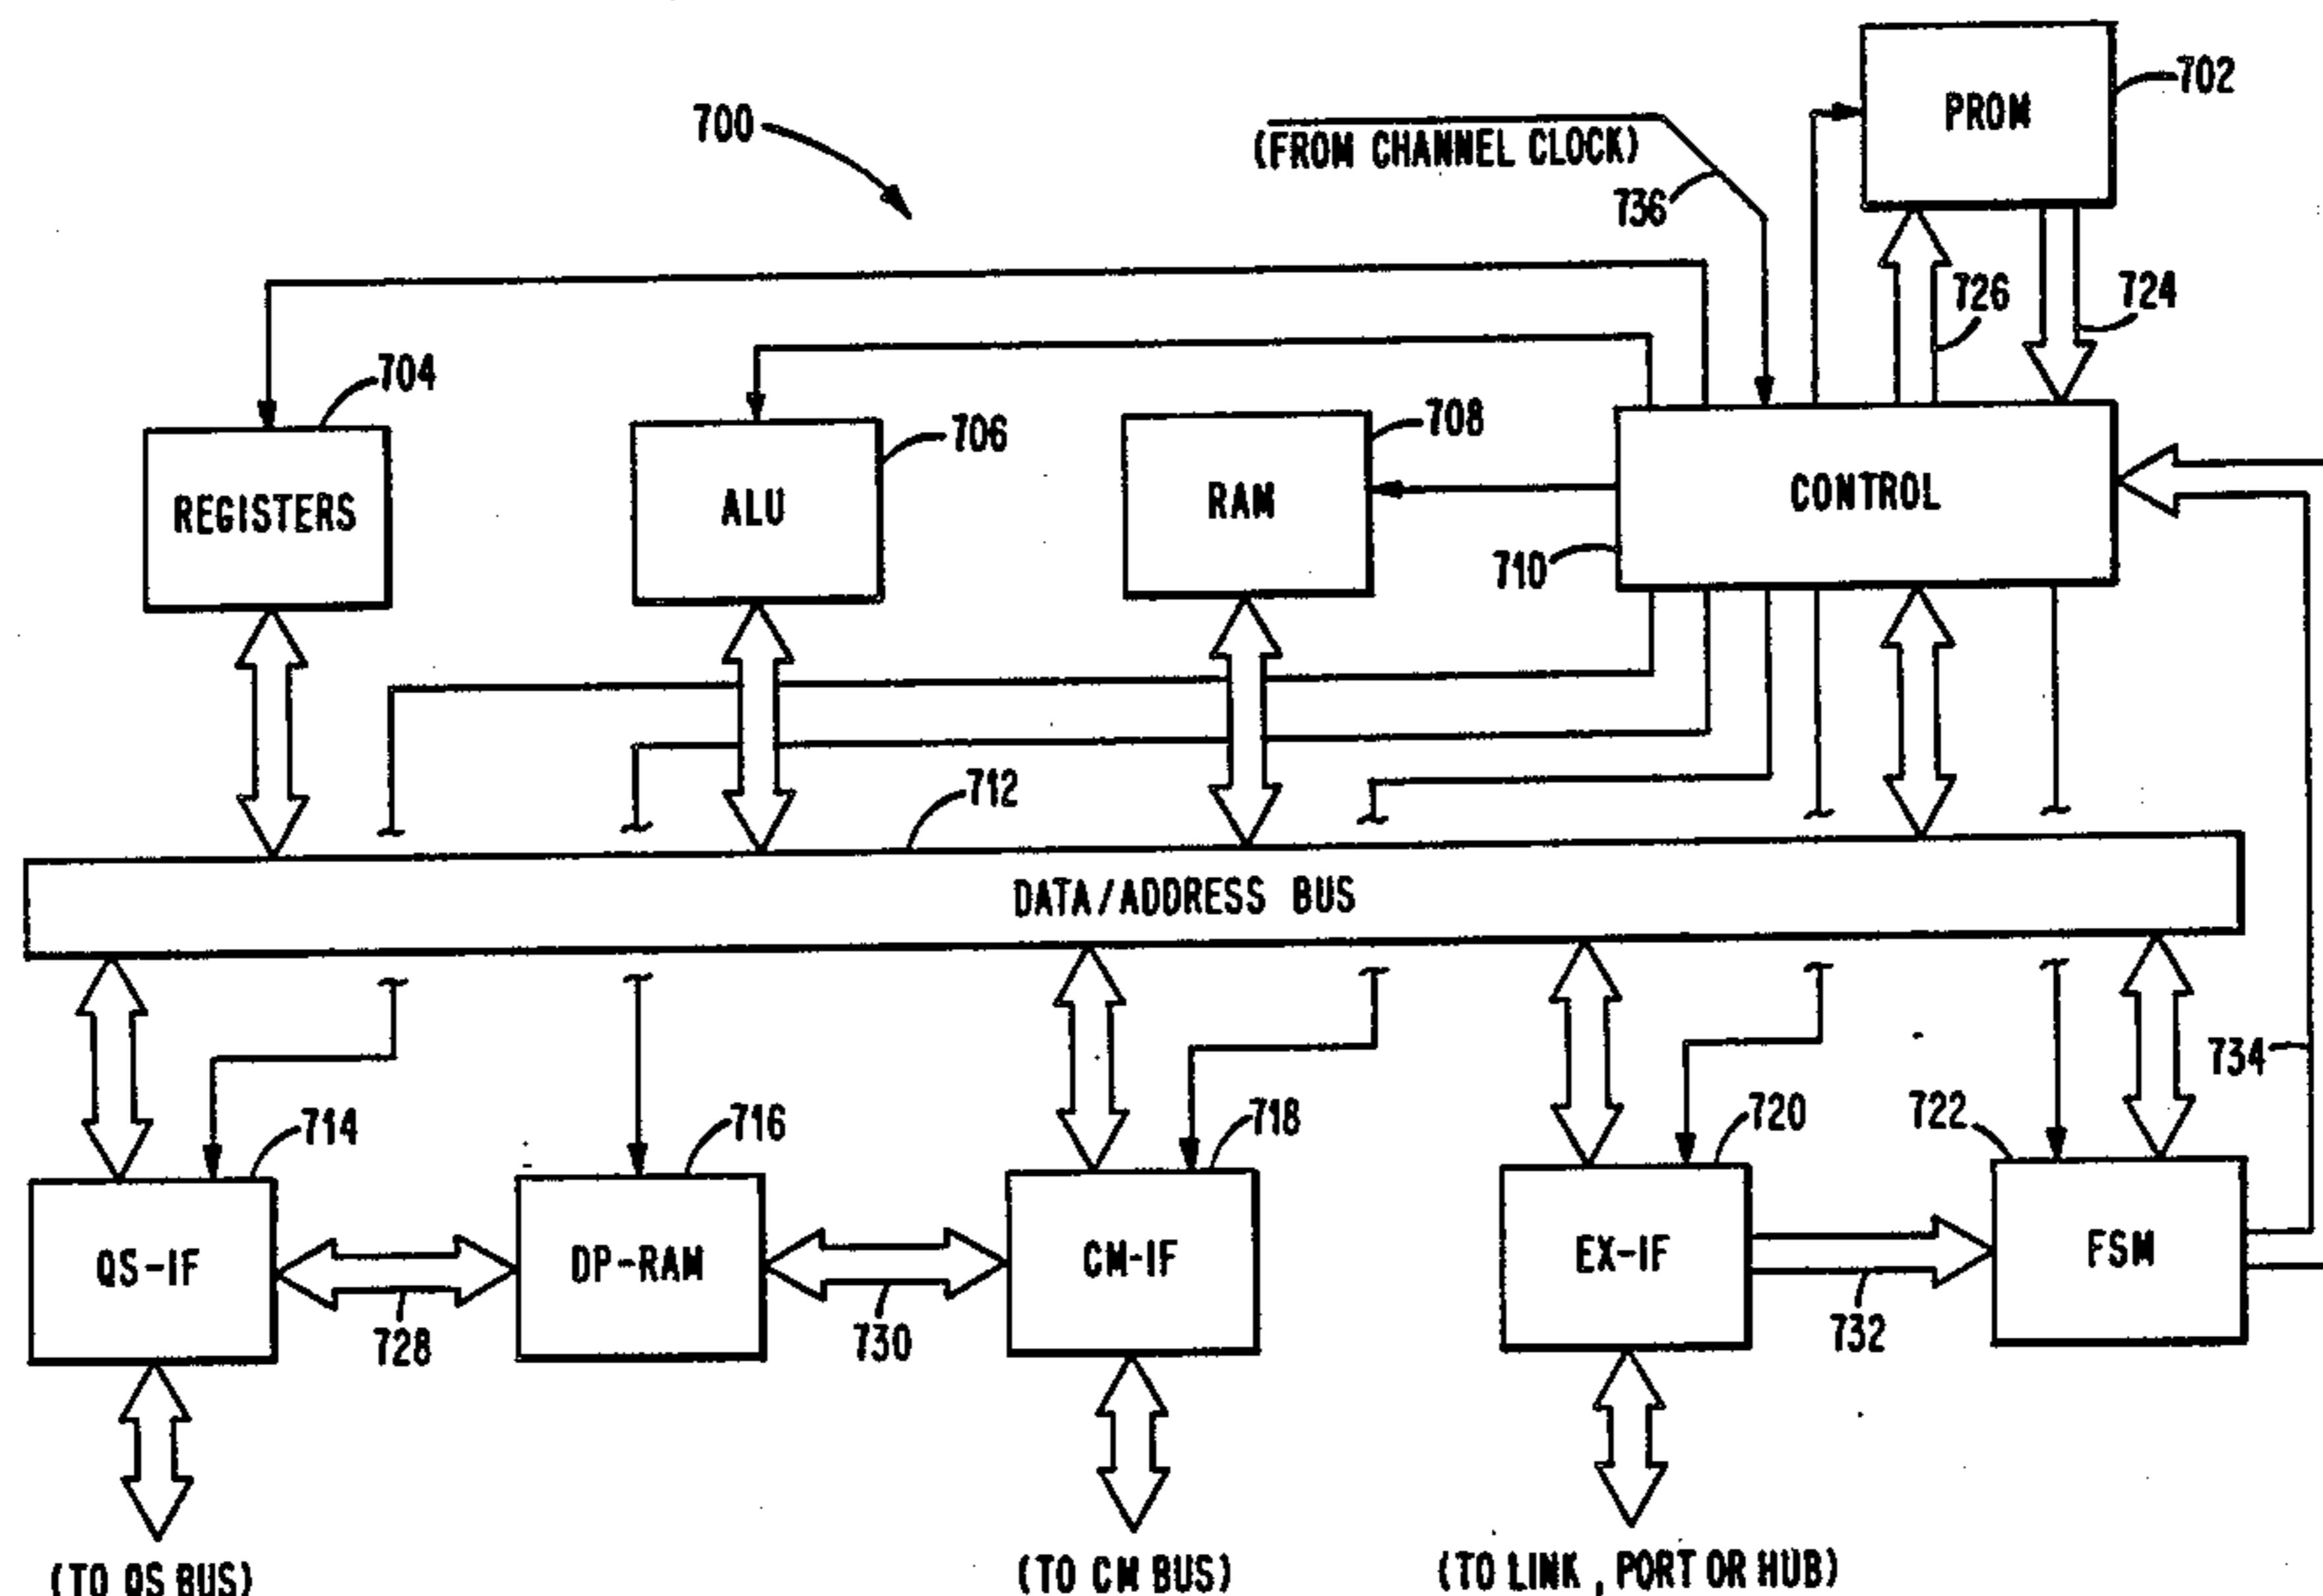 702
PROM
700
(FROM CHANNEL CLOCK)
736
726
724
704
706
708
REGISTERS
ALU
RAM
CONTROL
710
712
DATA/ADDRESS BUS
734
714
716
718
720
722
QS-IF
DP-RAM
CM-IF
EX-IF
FSM
728
730
732
(TO QS BUS)
(TO CM BUS)
(TO LINK, PORT OR HUB)